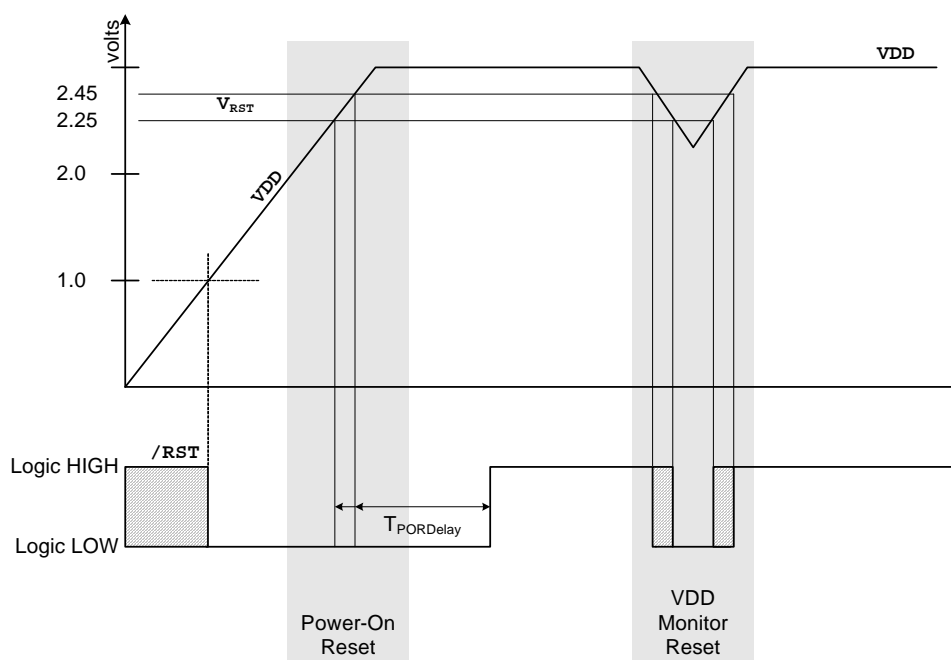 volts
VDD
2.45
V_RST
2.25
2.0
VDD
1.0
/RST
Logic HIGH
T_PORDelay
Logic LOW
Power-On
Reset
VDD
Monitor
Reset